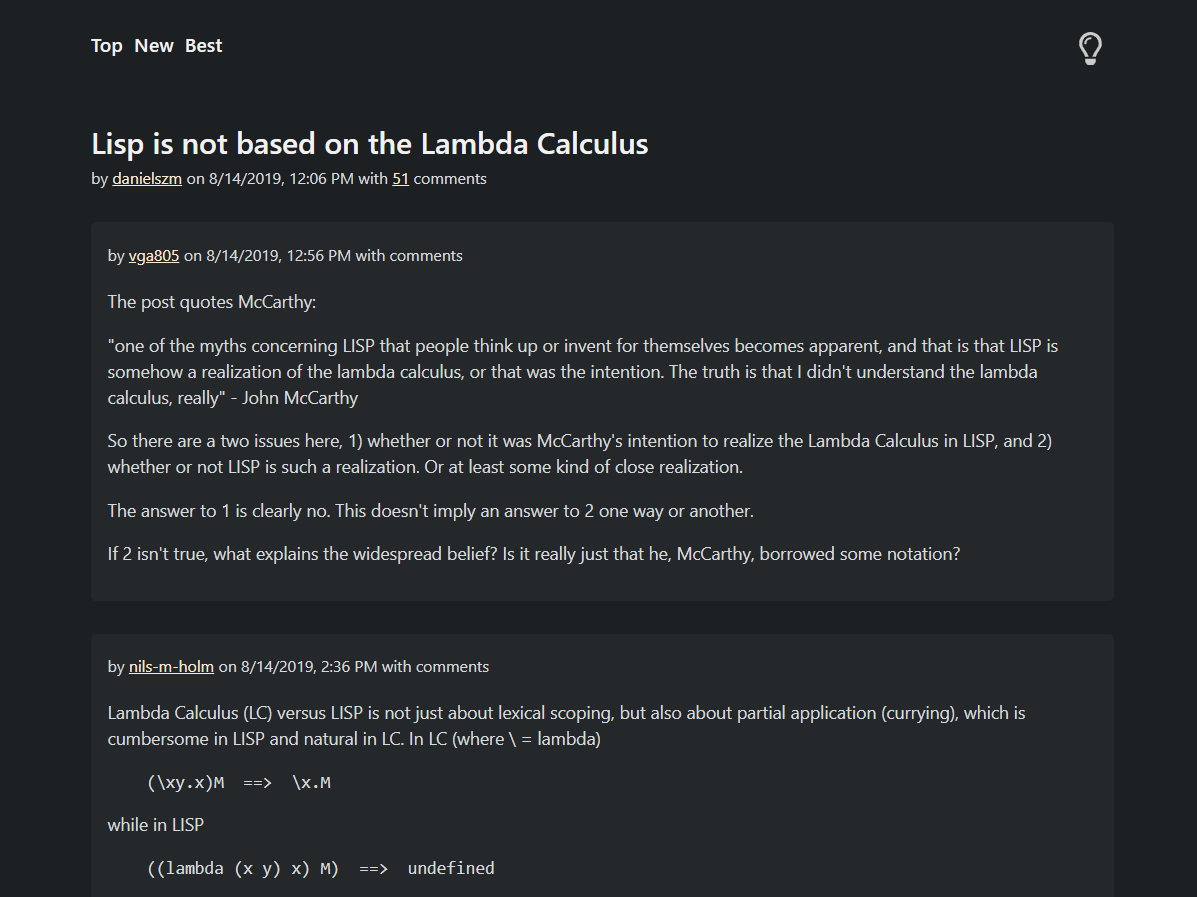 Top New Best
Lisp is not based on the Lambda Calculus
by danielszm on 8/14/2019, 12:06 PM with 51 comments
by vga805 on 8/14/2019, 12:56 PM with comments
The post quotes McCarthy:
"one of the myths concerning LISP that people think up or invent for themselves becomes apparent, and that is that LISP is
somehow a realization of the lambda calculus, or that was the intention. The truth is that I didn't understand the lambda
calculus, really" - John McCarthy
So there are a two issues here, 1) whether or not it was McCarthy's intention to realize the Lambda Calculus in LISP, and 2)
whether or not LISP is such a realization. Or at least some kind of close realization.
The answer to 1 is clearly no. This doesn't imply an answer to 2 one way or another.
If 2 isn't true, what explains the widespread belief? Is it really just that he, McCarthy, borrowed some notation?
by nils-m-holm on 8/14/2019, 2:36 PM with comments
Lambda Calculus (LC) versus LISP is not just about lexical scoping, but also about partial application (currying), which is
cumbersome in LISP and natural in LC. In LC (where \ = lambda)
(\xy.x)M ==> \x.M
while in LISP
((lambda (x y) x) M) ==> undefined